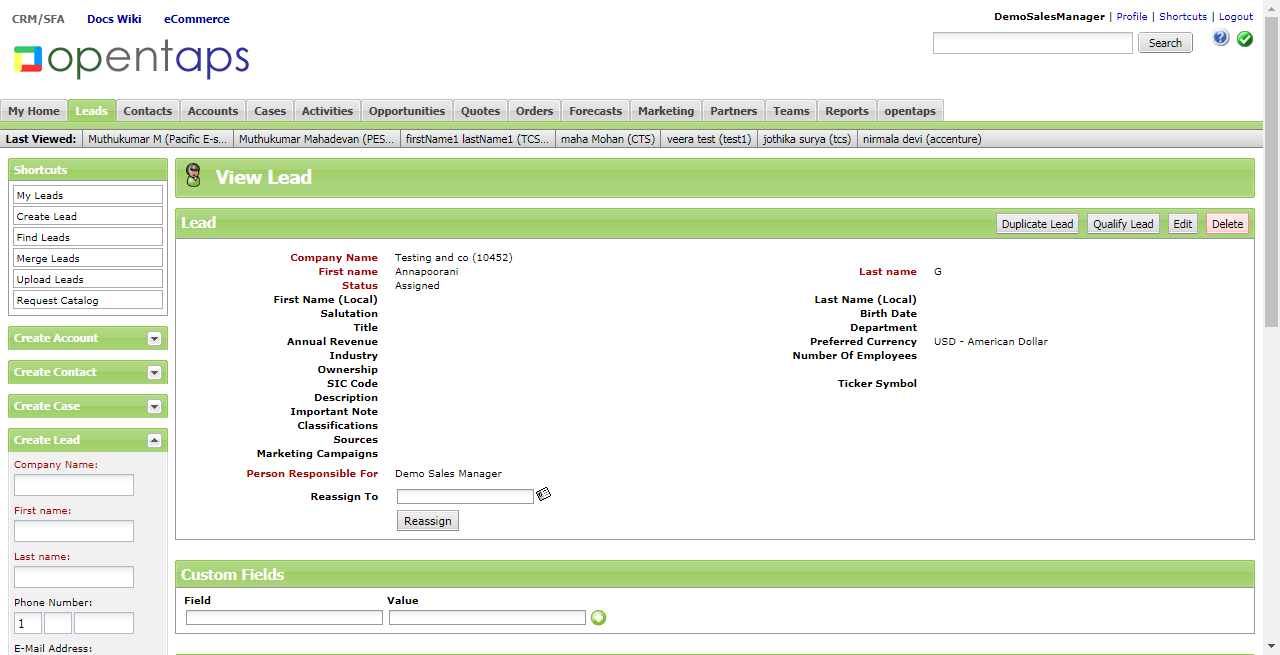 CRM/SFA Docs Wiki eCommerce
DemoSalesManager | Profile | Shortcuts | Logout
opentaps
Search
My Home Leads Contacts Accounts Cases Activities Opportunities Quotes Orders Forecasts Marketing Partners Teams Reports opentaps
Last Viewed: Muthukumar M (Pacific E-s... Muthukumar Mahadevan (PES... firstName1 lastName1 (TCS... maha Mohan (CTS) veera test (test1) jothika surya (tcs) nirmala devi (accenture)
Shortcuts
My Leads
Create Lead
Find Leads
Merge Leads
Upload Leads
Request Catalog
Create Account
Create Contact
Create Case
Create Lead
Company Name:
First name:
Last name:
Phone Number:
1
E-Mail Address:
View Lead
Lead Duplicate Lead Qualify Lead Edit Delete
Company Name Testing and co (10452)
First name Annapoorani Last name G
Status Assigned
First Name (Local) Last Name (Local)
Salutation Birth Date
Title Department
Annual Revenue Preferred Currency USD - American Dollar
Industry Number Of Employees
Ownership
SIC Code Ticker Symbol
Description
Important Note
Classifications
Sources
Marketing Campaigns
Person Responsible For Demo Sales Manager
Reassign To
Reassign
Custom Fields
Field Value